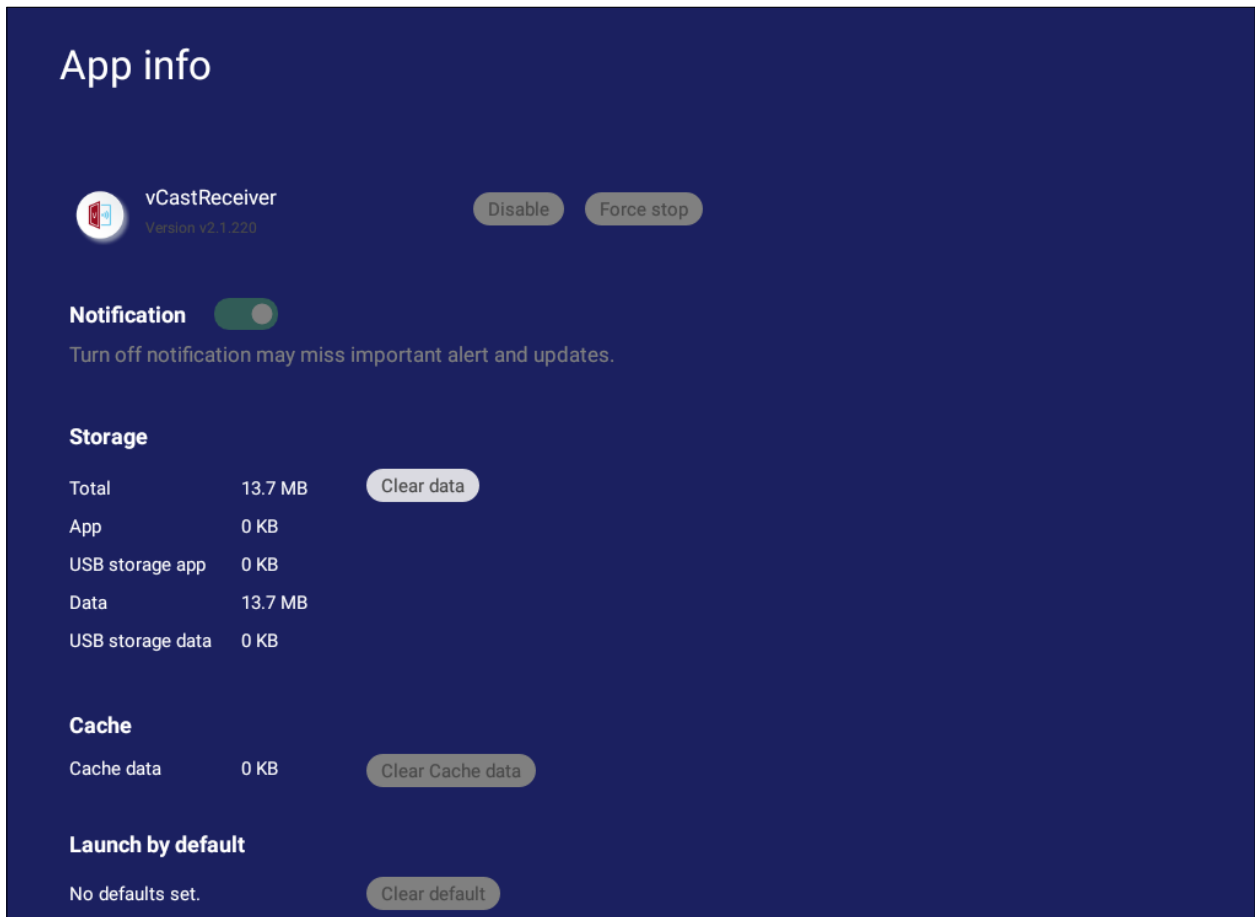 App info
vCastReceiver
Version v2.1.220
Disable
Force stop
Notification
Turn off notification may miss important alert and updates.
Storage
Total 13.7 MB Clear data
App 0 KB
USB storage app 0 KB
Data 13.7 MB
USB storage data 0 KB
Cache
Cache data 0 KB Clear Cache data
Launch by default
No defaults set. Clear default